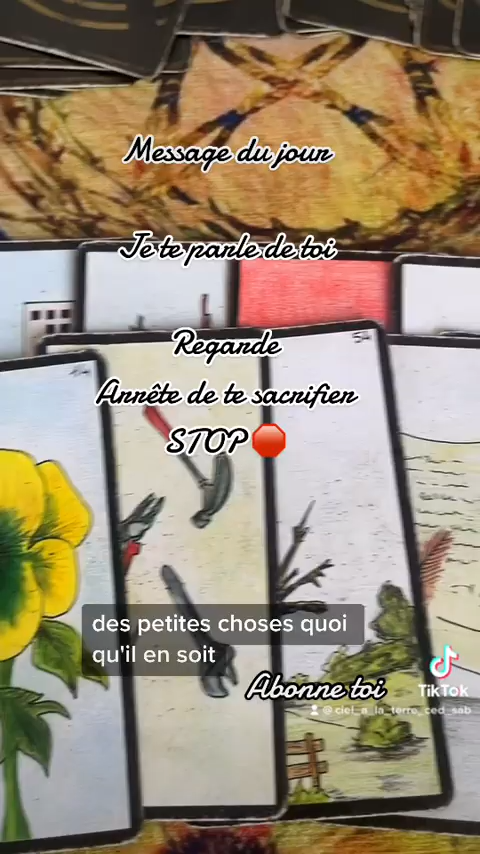 Message du jour
Je te parle de toi
54
Regarde
Arrête de te sacrifier
STOP🛑
des petites choses quoi
qu'il en soit
Abonne toi
TikTok
@ciel_a_la_terre_ced_sab